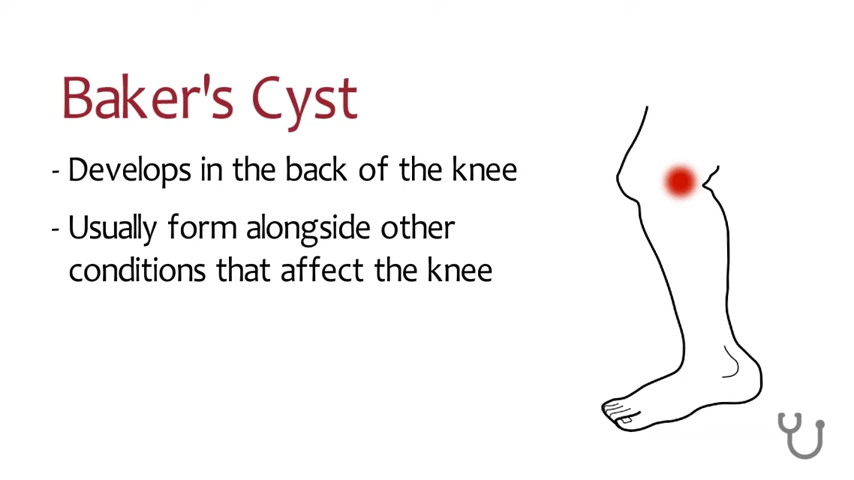 Baker's Cyst
- Develops in the back of the knee
- Usually form alongside other
conditions that affect the knee